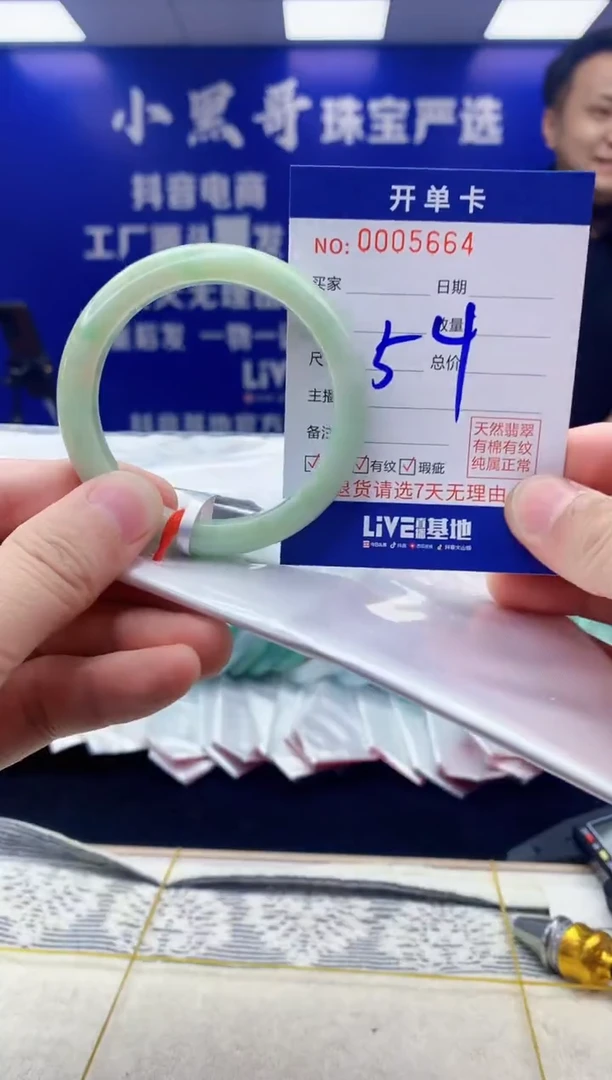 小黑哥珠宝严选
抖音电商
开单卡
NO: 0005664
买家
日期
数量
尺
总价
54
主播
备注
有纹
瑕疵
天然翡翠
有棉有纹
纯属正常
退货请选7天无理由
LiVE直播基地